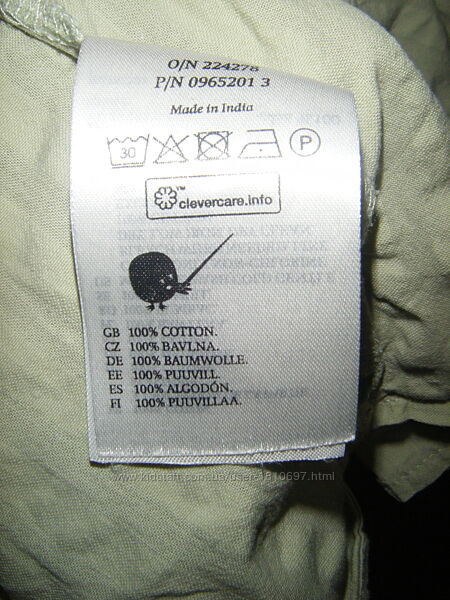 O/N 224278
P/N 0965201 3
Made in India
30
P
™
clevercare.info
GB 100% COTTON.
CZ 100% BAVLNA.
DE 100% BAUMWOLLE.
EE 100% PUUVILL.
ES 100% ALGODÓN.
FI 100% PUUVILLAA.